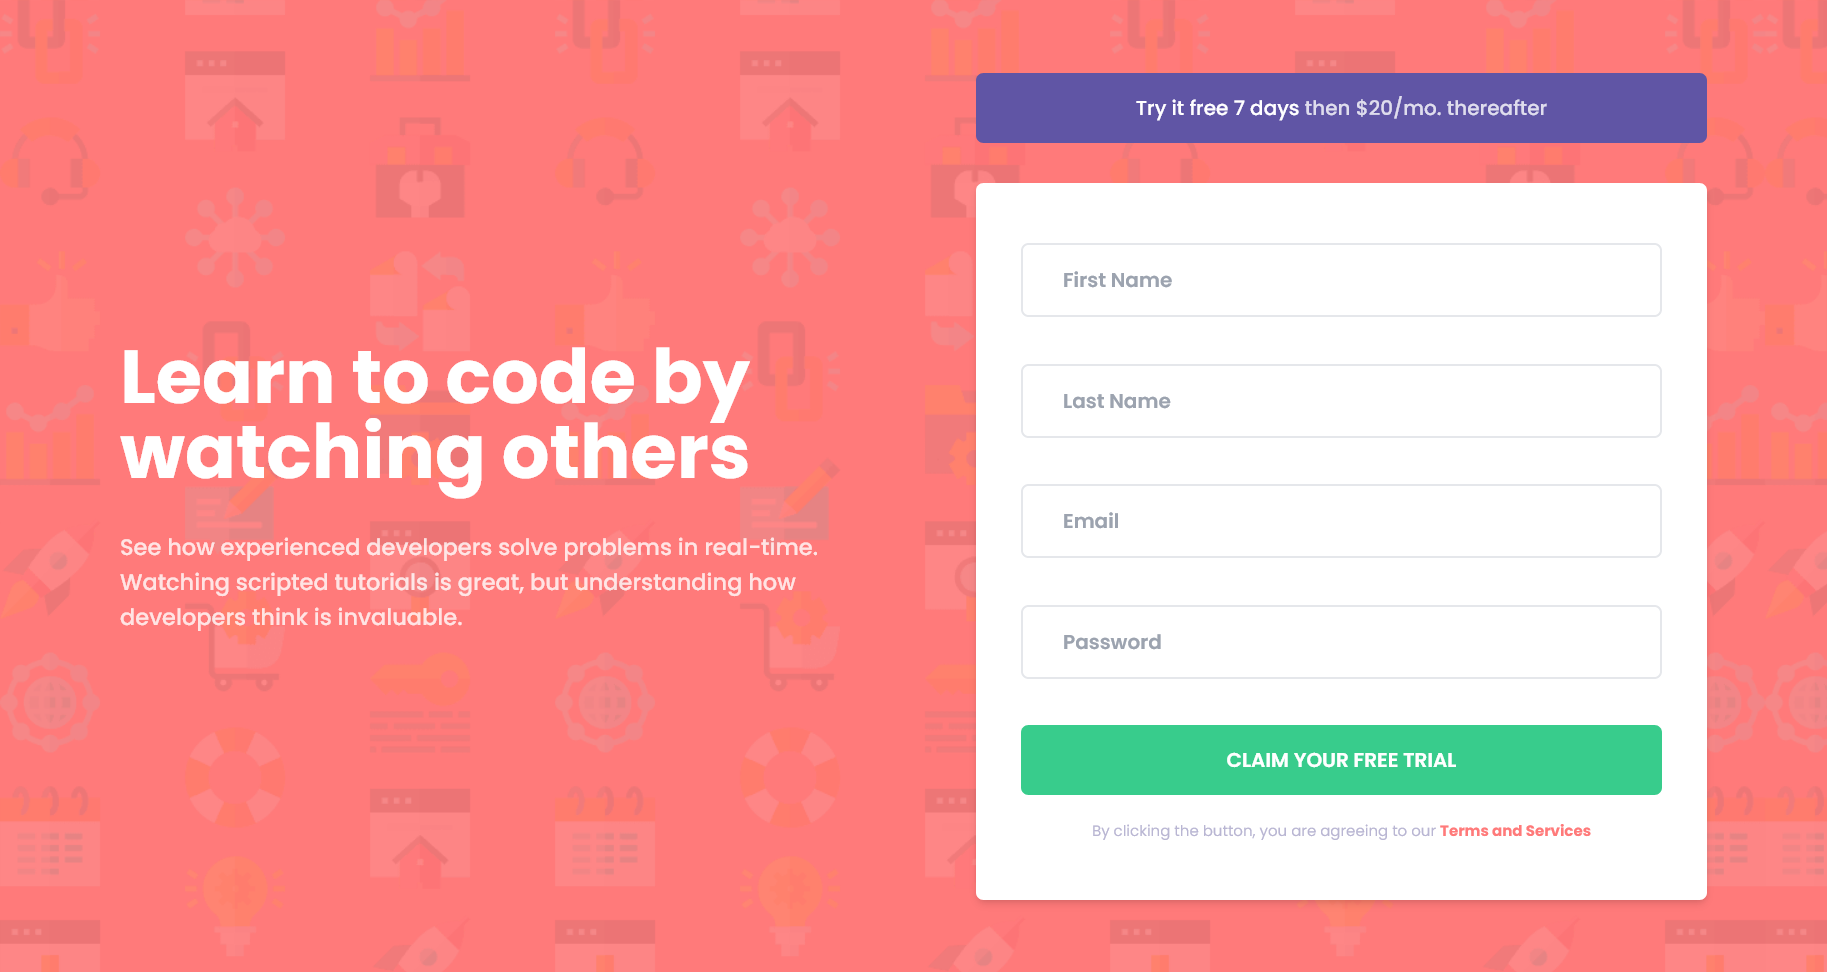 Learn to code by
watching others
See how experienced developers solve problems in real-time.
Watching scripted tutorials is great, but understanding how
developers think is invaluable.
Try it free 7 days then $20/mo. thereafter
First Name
Last Name
Email
Password
CLAIM YOUR FREE TRIAL
By clicking the button, you are agreeing to our Terms and Services